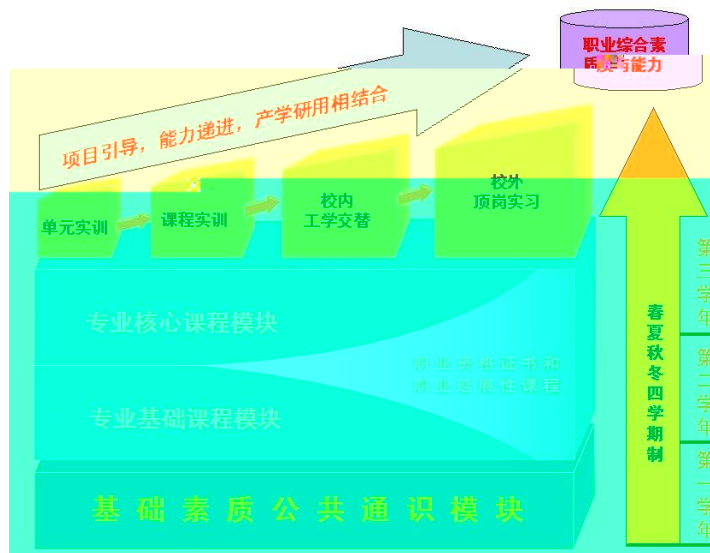 职业综合素
质与能力
项目引导，能力递进，产学研用相结合
单元实训
课程实训
校内
工学交替
校外
顶岗实习
专业核心课程模块
职业资格证书和
职业延展性课程
专业基础课程模块
基础素质公共通识模块
春夏秋冬四学期制
第三学年
第二学年
第一学年